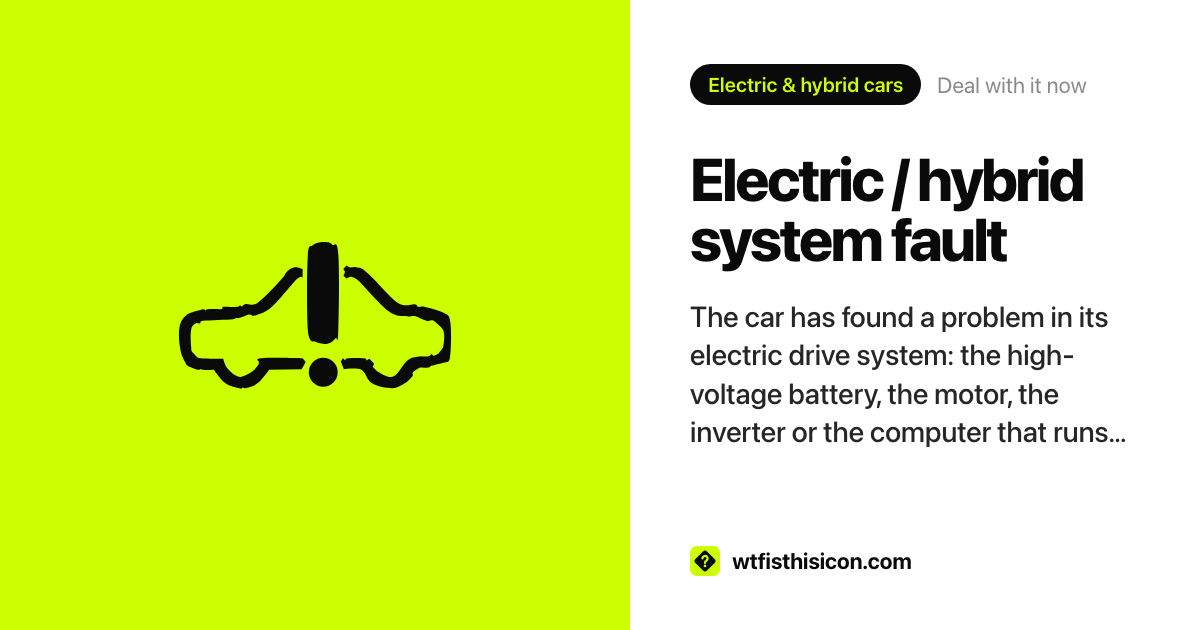 Electric & hybrid cars
Deal with it now
Electric / hybrid
system fault
The car has found a problem in its
electric drive system: the high-
voltage battery, the motor, the
inverter or the computer that runs...
wtfisthisicon.com